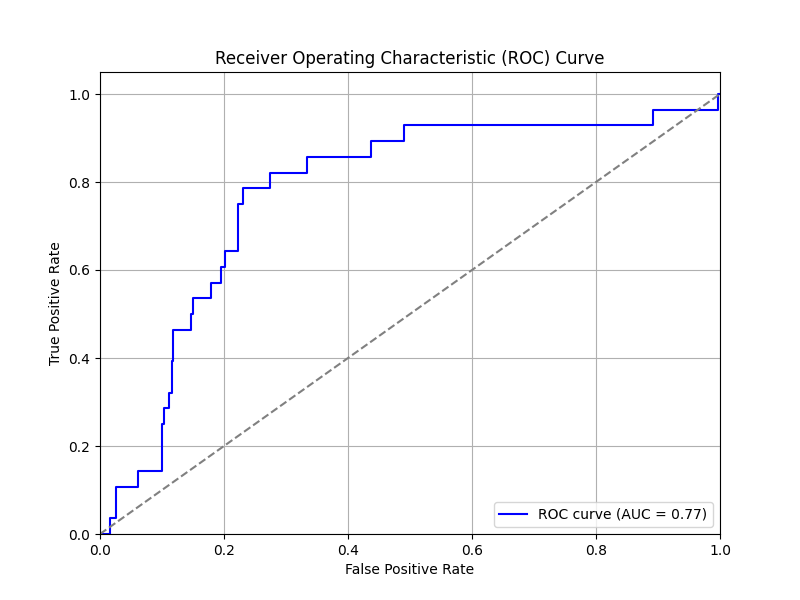 Receiver Operating Characteristic (ROC) Curve
True Positive Rate
1.0
0.8
0.6
0.4
0.2
0.0
ROC curve (AUC = 0.77)
0.0 0.2 0.4 0.6 0.8 1.0
False Positive Rate